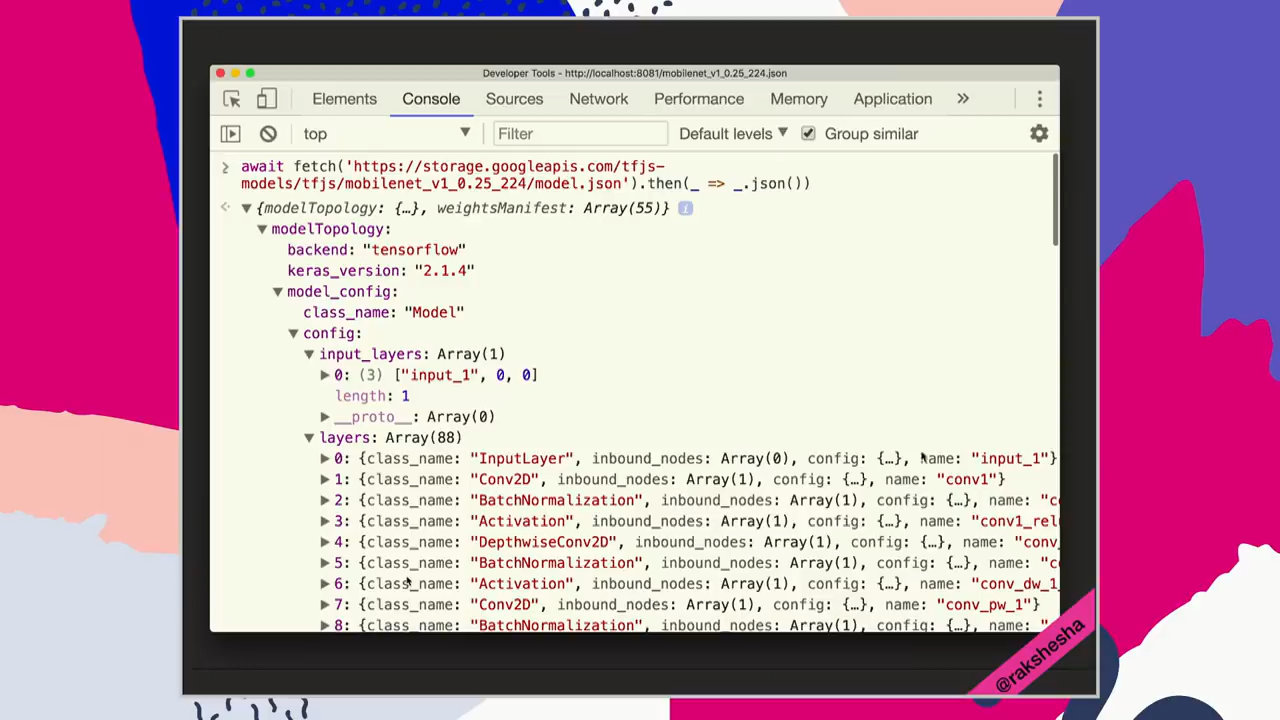 Developer Tools - http://localhost:8081/mobilenet_v1_0.25_224.json
Elements Console Sources Network Performance Memory Application »
top Filter Default levels Group similar
await fetch('https://storage.googleapis.com/tfjs-
models/tfjs/mobilenet_v1_0.25_224/model.json').then(_ => _.json())
{modelTopology: {…}, weightsManifest: Array(55)} i
modelTopology:
backend: "tensorflow"
keras_version: "2.1.4"
model_config:
class_name: "Model"
config:
input_layers: Array(1)
0: (3) ["input_1", 0, 0]
length: 1
__proto__: Array(0)
layers: Array(88)
0: {class_name: "InputLayer", inbound_nodes: Array(0), config: {…}, name: "input_1"}
1: {class_name: "Conv2D", inbound_nodes: Array(1), config: {…}, name: "conv1"}
2: {class_name: "BatchNormalization", inbound_nodes: Array(1), config: {…}, name: "co
3: {class_name: "Activation", inbound_nodes: Array(1), config: {…}, name: "conv1_rel
4: {class_name: "DepthwiseConv2D", inbound_nodes: Array(1), config: {…}, name: "conv_
5: {class_name: "BatchNormalization", inbound_nodes: Array(1), config: {…}, name: "co
6: {class_name: "Activation", inbound_nodes: Array(1), config: {…}, name: "conv_dw_1_
7: {class_name: "Conv2D", inbound_nodes: Array(1), config: {…}, name: "conv_pw_1"}
8: {class_name: "BatchNormalization", inbound_nodes: Array(1), config: {…}, name: "
@rakshesha